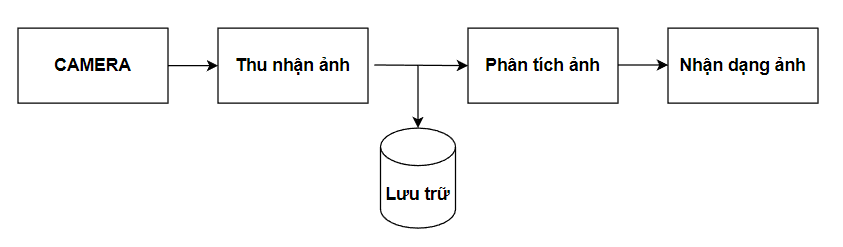 CAMERA
Thu nhận ảnh
Phân tích ảnh
Nhận dạng ảnh
Lưu trữ